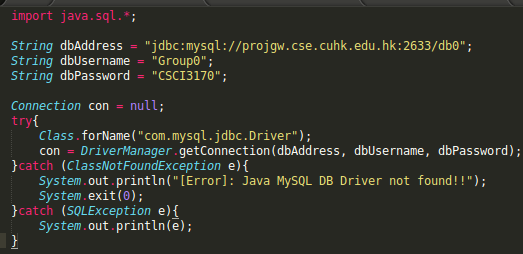 import java.sql.*;
String dbAddress = "jdbc:mysql://projgw.cse.cuhk.edu.hk:2633/db0";
String dbUsername = "Group0";
String dbPassword = "CSCI3170";
Connection con = null;
try{
    Class.forName("com.mysql.jdbc.Driver");
    con = DriverManager.getConnection(dbAddress, dbUsername, dbPassword);
}catch (ClassNotFoundException e){
    System.out.println("[Error]: Java MySQL DB Driver not found!!");
    System.exit(0);
}catch (SQLException e){
    System.out.println(e);
}